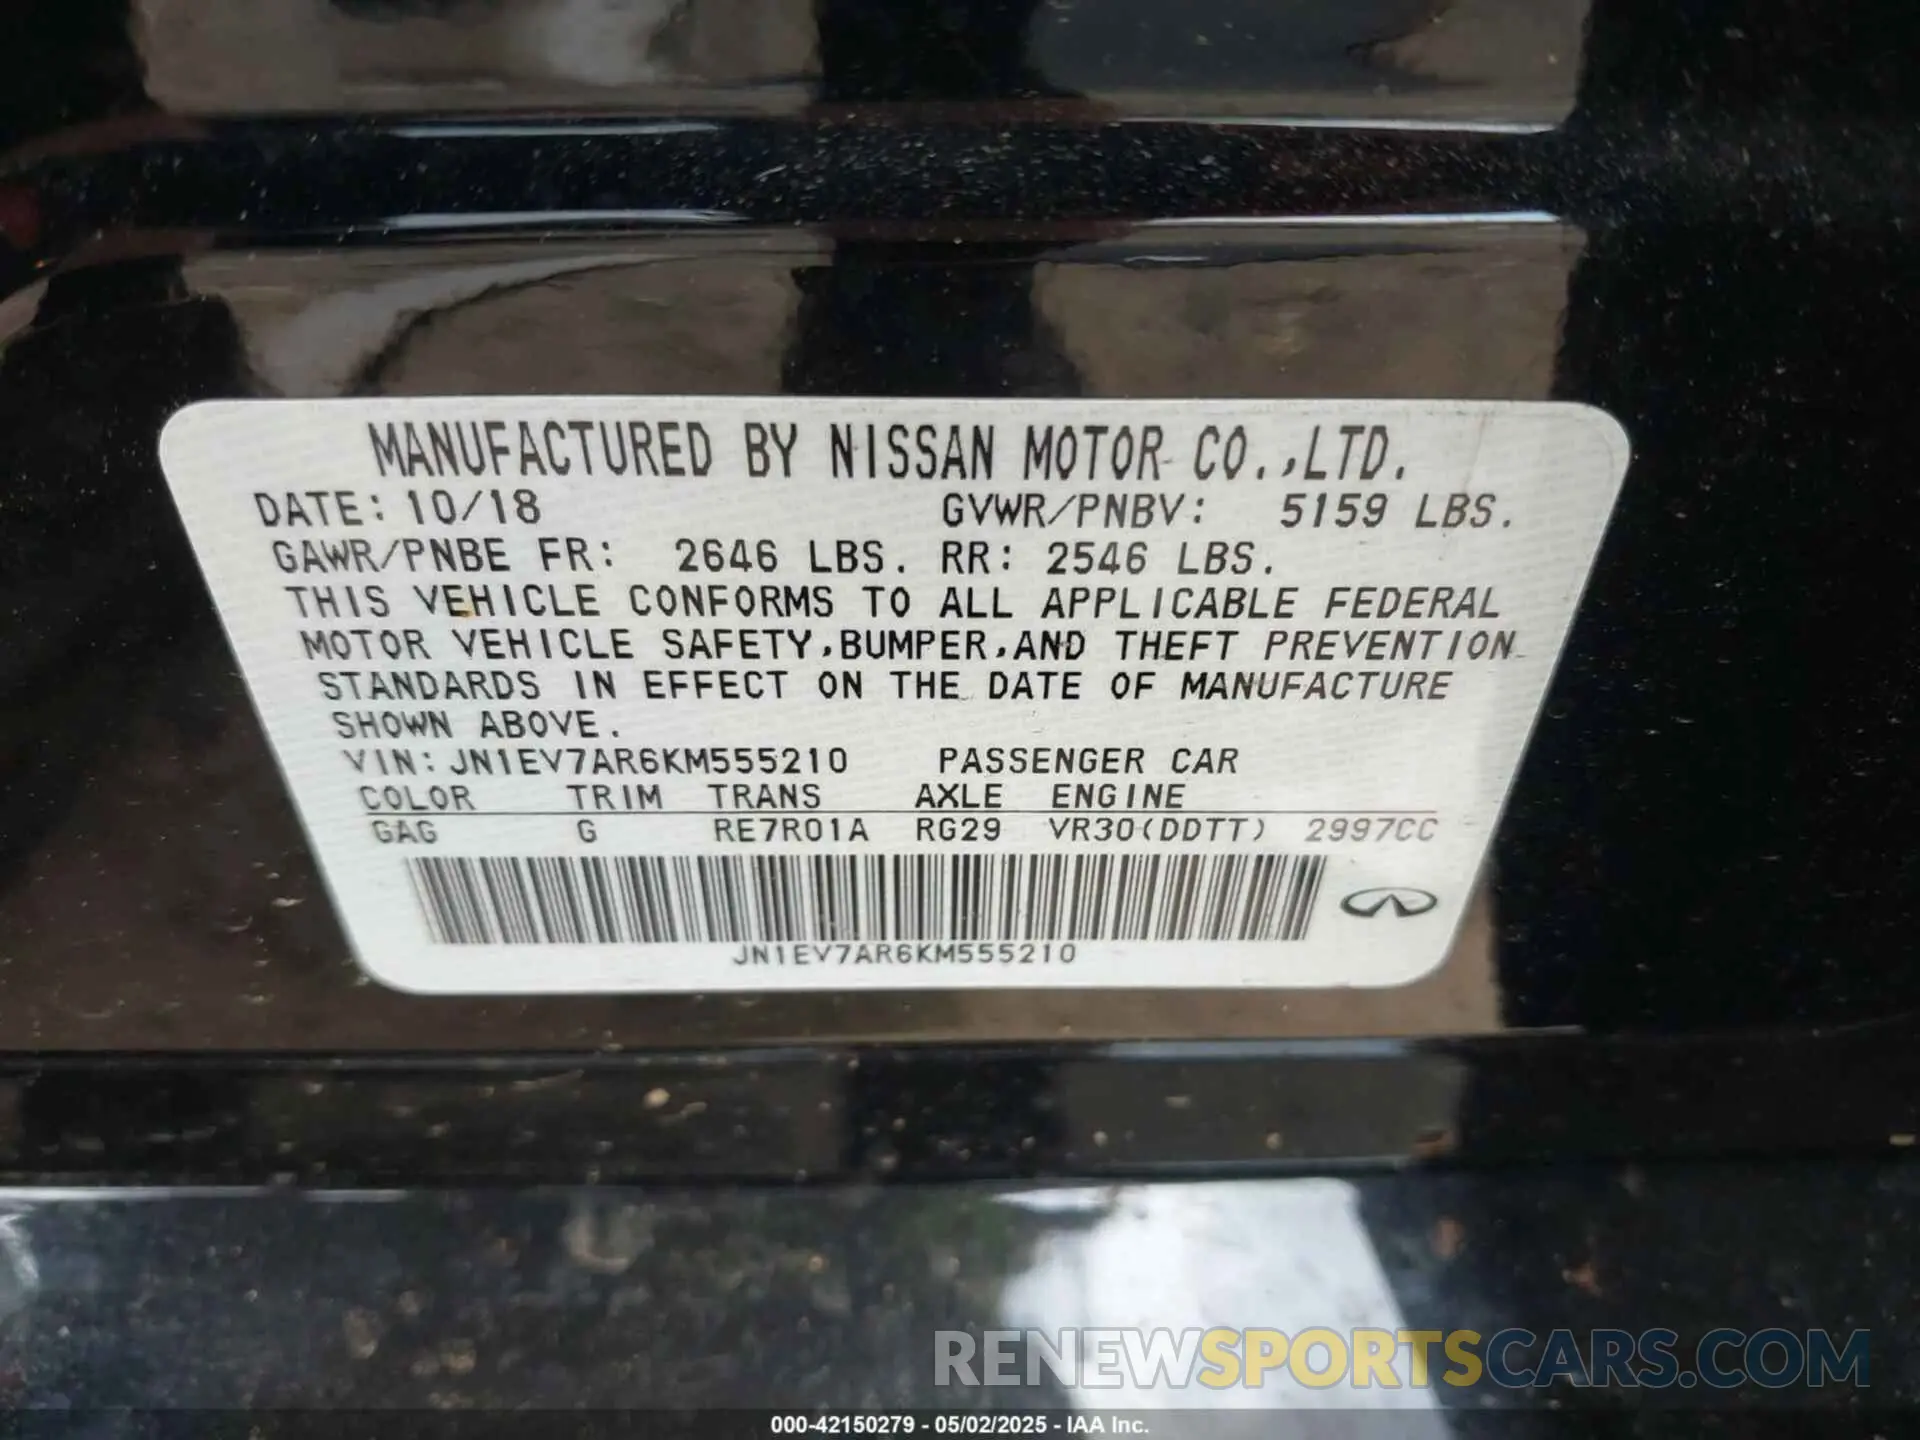 MANUFACTURED BY NISSAN MOTOR CO.,LTD.
DATE: 10/18 GVWR/PNBV: 5159 LBS.
GAWR/PNBE FR: 2646 LBS. RR: 2546 LBS.
THIS VEHICLE CONFORMS TO ALL APPLICABLE FEDERAL
MOTOR VEHICLE SAFETY,BUMPER,AND THEFT PREVENTION
STANDARDS IN EFFECT ON THE DATE OF MANUFACTURE
SHOWN ABOVE.
VIN: JN1EV7AR6KM555210 PASSENGER CAR
COLOR TRIM TRANS AXLE ENGINE
GAG G RE7R01A RG29 VR30(DDTT) 2997CC
JN1EV7AR6KM555210
RENEWSPORTSCARS.COM
000-42150279 - 05/02/2025 - IAA Inc.